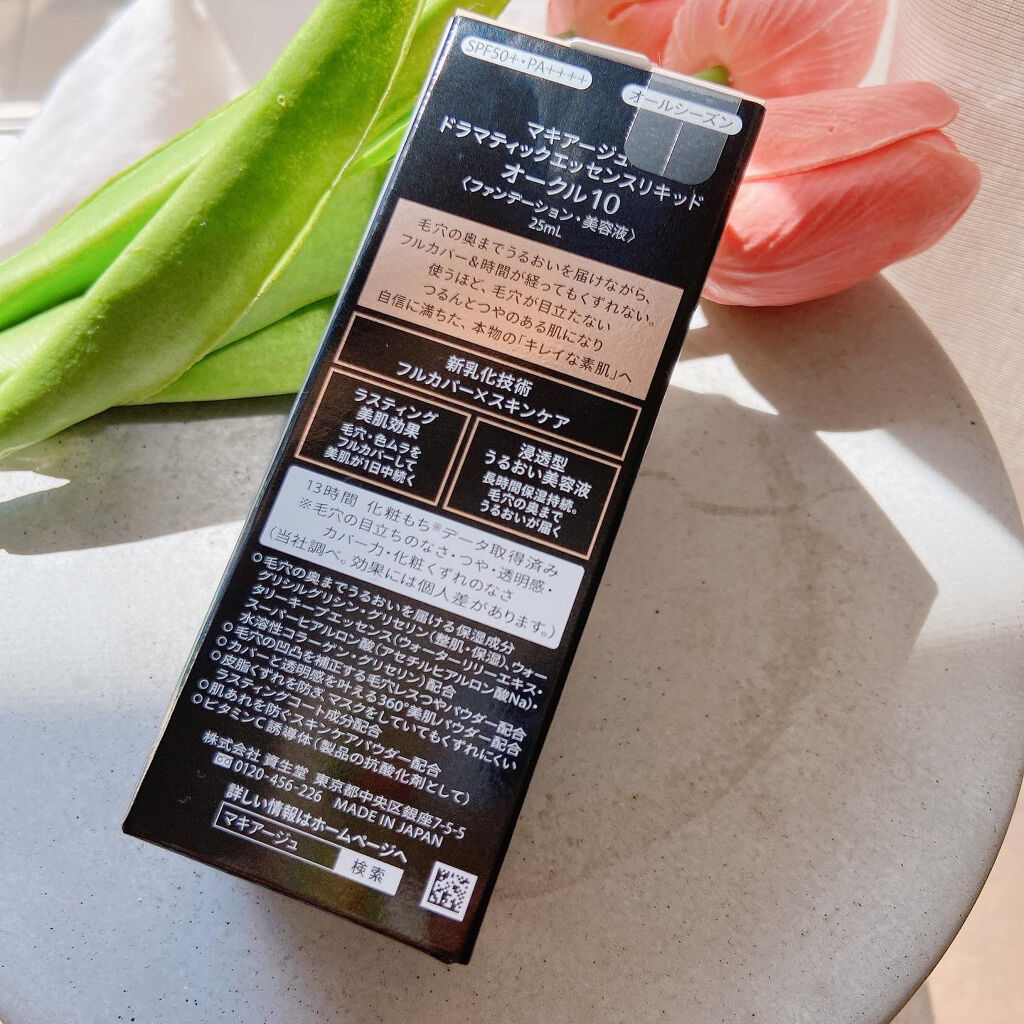 SPF50+・PA++++
オールシーズン
マキアージュ
ドラマティックエッセンスリキッド
オークル10
〈ファンデーション・美容液〉
25mL
毛穴の奥までうるおいを届けながら、
フルカバー&時間が経ってもくずれない。
使うほど、毛穴が目立たない
つるんとつやのある肌になり
自信に満ちた、本物の「キレイな素肌」へ
新乳化技術
フルカバー×スキンケア
ラスティング
美肌効果
毛穴・色ムラを
フルカバーして
美肌が1日中続く
浸透型
うるおい美容液
長時間保湿持続。
毛穴の奥まで、
うるおいが届く
13時間 化粧もち※データ取得済み
※毛穴の目立ちのなさ・つや・透明感・
カバー力・化粧くずれのなさ
(当社調べ。効果には個人差があります。)
○毛穴の奥までうるおいを届ける保湿成分
グリシルグリシン・グリセリン(整肌・保湿)、ウォー
タリーキープエッセンス(ウォーターリリーエキス・
スーパーヒアルロン酸(アセチルヒアルロン酸Na)・
水溶性コラーゲン・グリセリン)配合
○毛穴の凹凸を補正する毛穴レスつやパウダー配合
○カバーと透明感を叶える360°美肌パウダー配合
○皮脂くずれを防ぎ、マスクをしていてもくずれにくい
ラスティングコート成分配合
○肌あれを防ぐスキンケアパウダー配合
○ビタミンC誘導体(製品の抗酸化剤として)
株式会社 資生堂 東京都中央区銀座7-5-5
0120-456-226 MADE IN JAPAN
詳しい情報はホームページへ
マキアージュ 検索